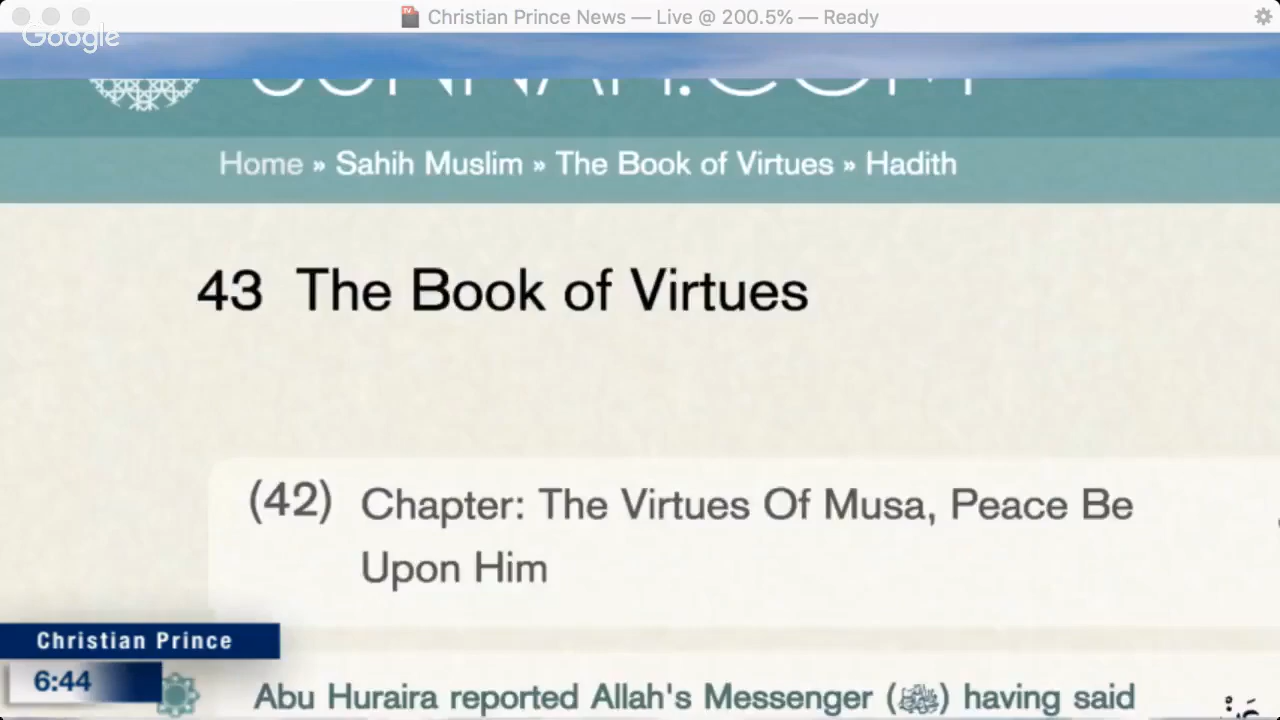 Christian Prince News — Live @ 200.5% — Ready
Google
SUNNAH.COM
Home » Sahih Muslim » The Book of Virtues » Hadith
43 The Book of Virtues
(42) Chapter: The Virtues Of Musa, Peace Be
Upon Him
Christian Prince
6:44
Abu Huraira reported Allah's Messenger (ﷺ) having said